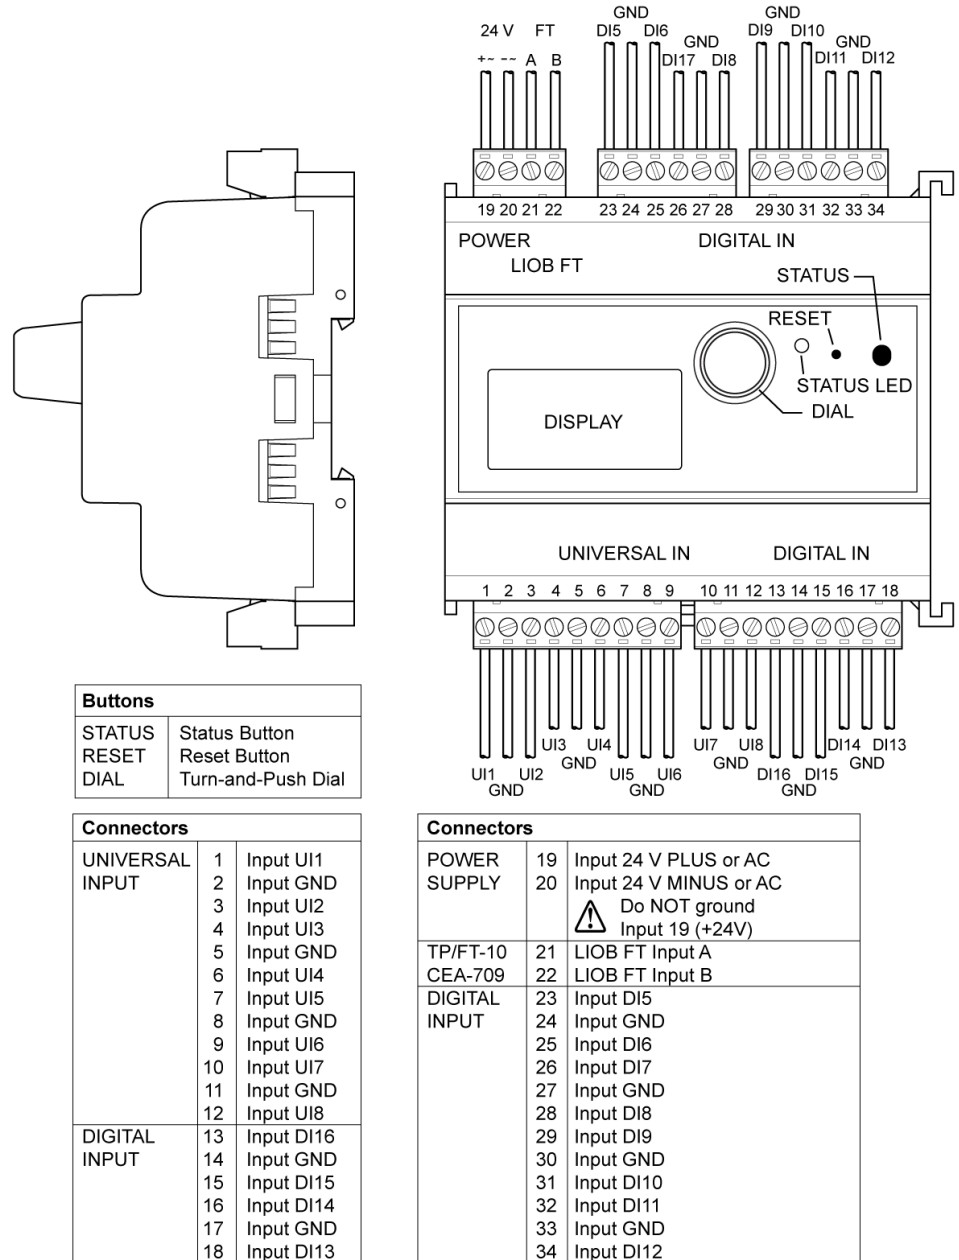 GND GND
24 V FT DI5 DI6 DI9 DI10
GND GND
+~ -~ A B DI17 DI8 DI11 DI12
19 20 21 22 23 24 25 26 27 28 29 30 31 32 33 34
POWER DIGITAL IN
LIOB FT
STATUS
RESET
STATUS LED
DIAL
DISPLAY
UNIVERSAL IN DIGITAL IN
1 2 3 4 5 6 7 8 9 10 11 12 13 14 15 16 17 18
UI3 UI4 UI7 UI8 DI14 DI13
GND GND GND
UI1 UI2 UI5 UI6 DI16 DI15
GND GND GND
Buttons
STATUS Status Button
RESET Reset Button
DIAL Turn-and-Push Dial
Connectors
UNIVERSAL 1 Input UI1
INPUT 2 Input GND
3 Input UI2
4 Input UI3
5 Input GND
6 Input UI4
7 Input UI5
8 Input GND
9 Input UI6
10 Input UI7
11 Input GND
12 Input UI8
DIGITAL 13 Input DI16
INPUT 14 Input GND
15 Input DI15
16 Input DI14
17 Input GND
18 Input DI13
Connectors
POWER 19 Input 24 V PLUS or AC
SUPPLY 20 Input 24 V MINUS or AC
Do NOT ground
Input 19 (+24V)
TP/FT-10 21 LIOB FT Input A
CEA-709 22 LIOB FT Input B
DIGITAL 23 Input DI5
INPUT 24 Input GND
25 Input DI6
26 Input DI7
27 Input GND
28 Input DI8
29 Input DI9
30 Input GND
31 Input DI10
32 Input DI11
33 Input GND
34 Input DI12